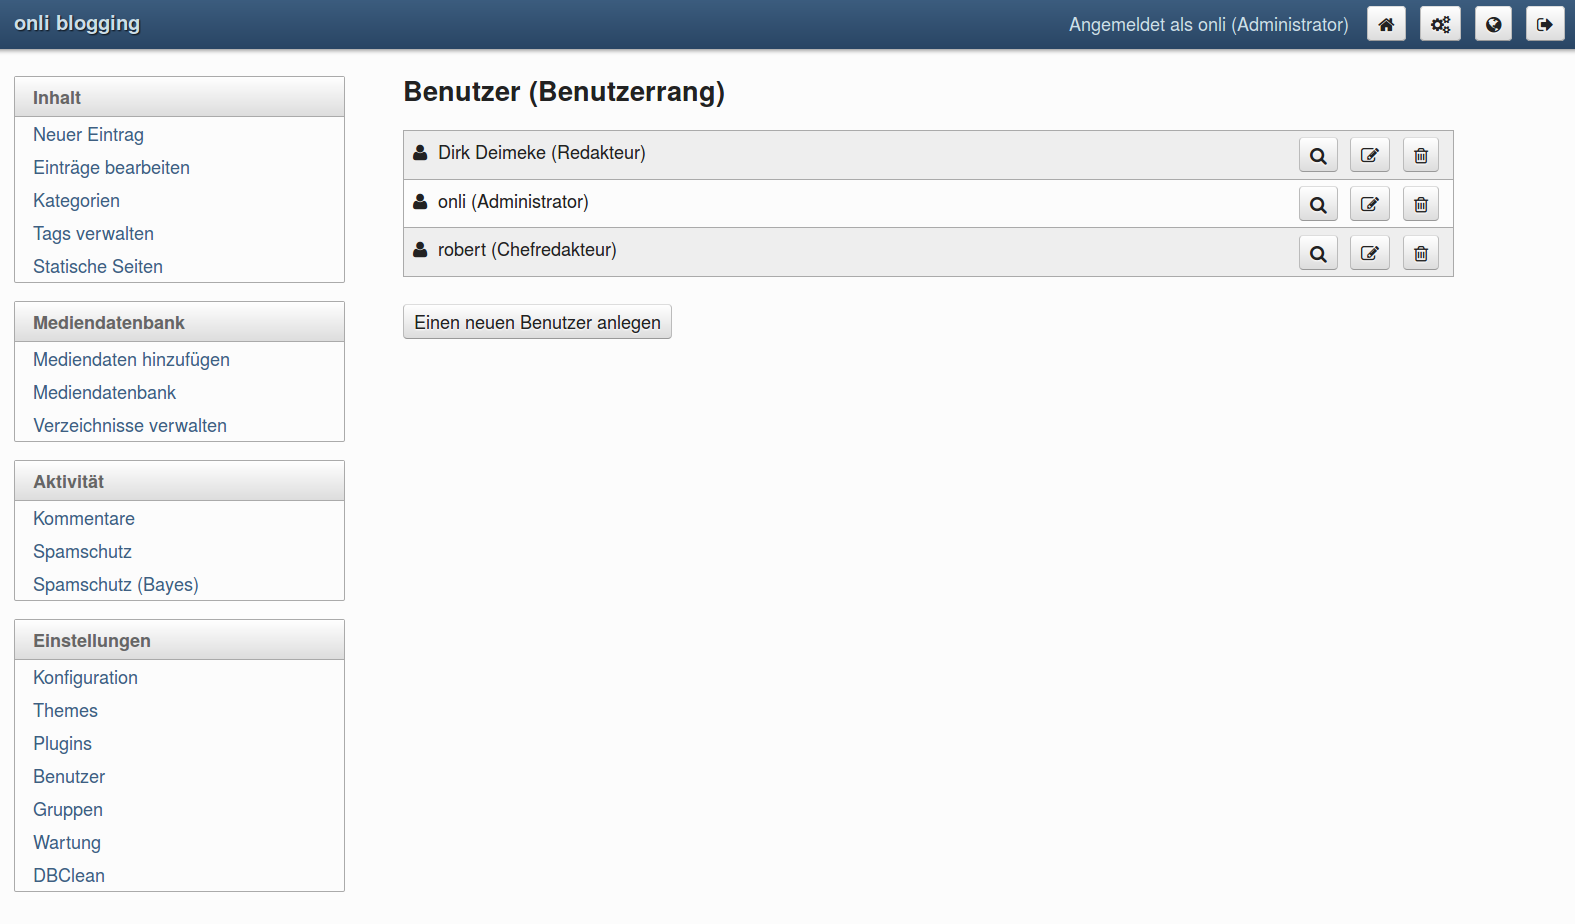 onli blogging
Angemeldet als onli (Administrator)
Inhalt
Neuer Eintrag
Einträge bearbeiten
Kategorien
Tags verwalten
Statische Seiten
Mediendatenbank
Mediendaten hinzufügen
Mediendatenbank
Verzeichnisse verwalten
Aktivität
Kommentare
Spamschutz
Spamschutz (Bayes)
Einstellungen
Konfiguration
Themes
Plugins
Benutzer
Gruppen
Wartung
DBClean
Benutzer (Benutzerrang)
Dirk Deimeke (Redakteur)
onli (Administrator)
robert (Chefredakteur)
Einen neuen Benutzer anlegen